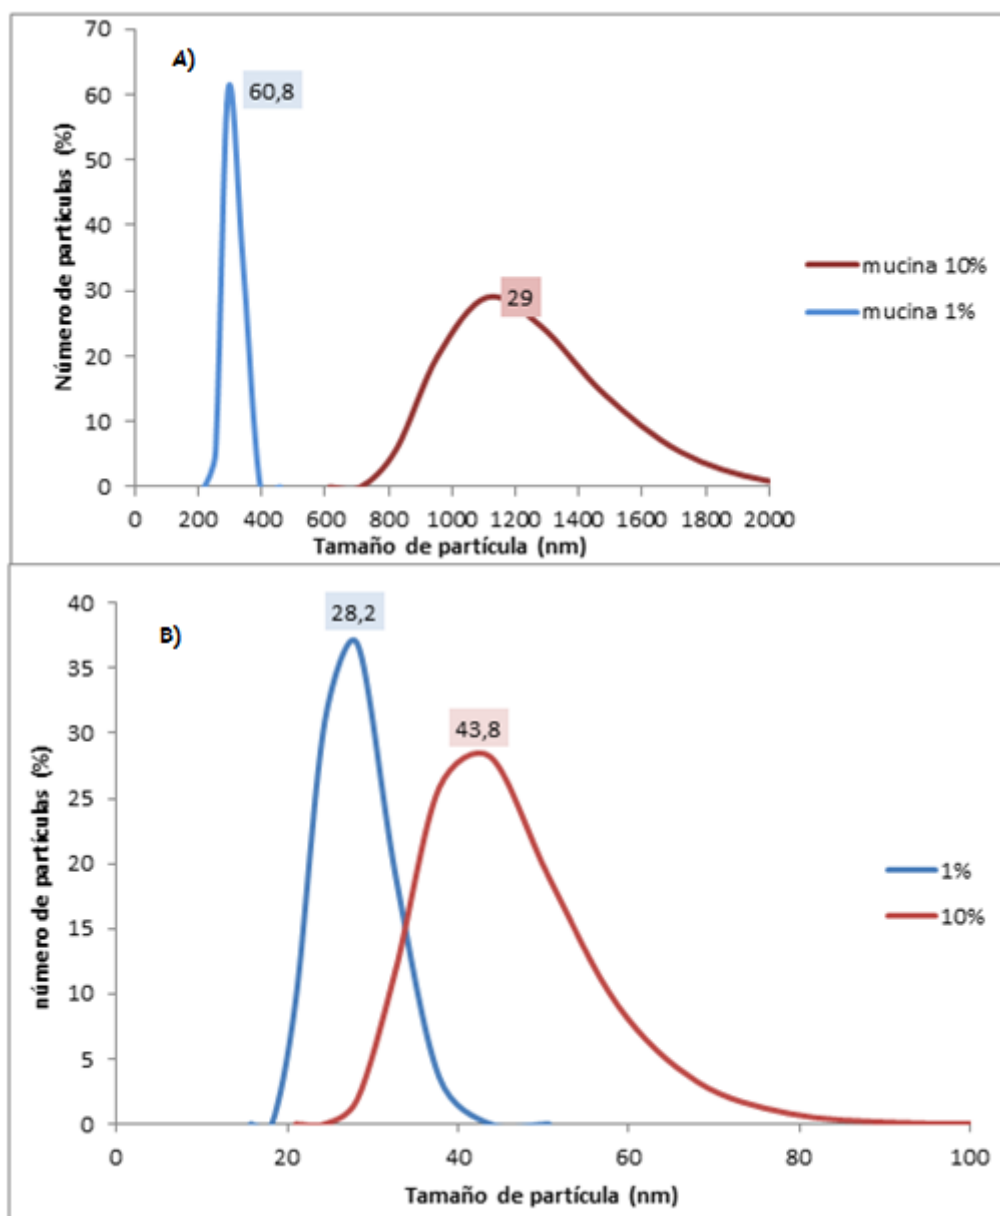 A)
Número de particulas (%)
70
60
50
40
30
20
10
0
60,8
29
mucina 10%
mucina 1%
0 200 400 600 800 1000 1200 1400 1600 1800 2000
Tamaño de partícula (nm)
B)
número de partículas (%)
40
35
30
25
20
15
10
5
0
28,2
43,8
1%
10%
0 20 40 60 80 100
Tamaño de partícula (nm)